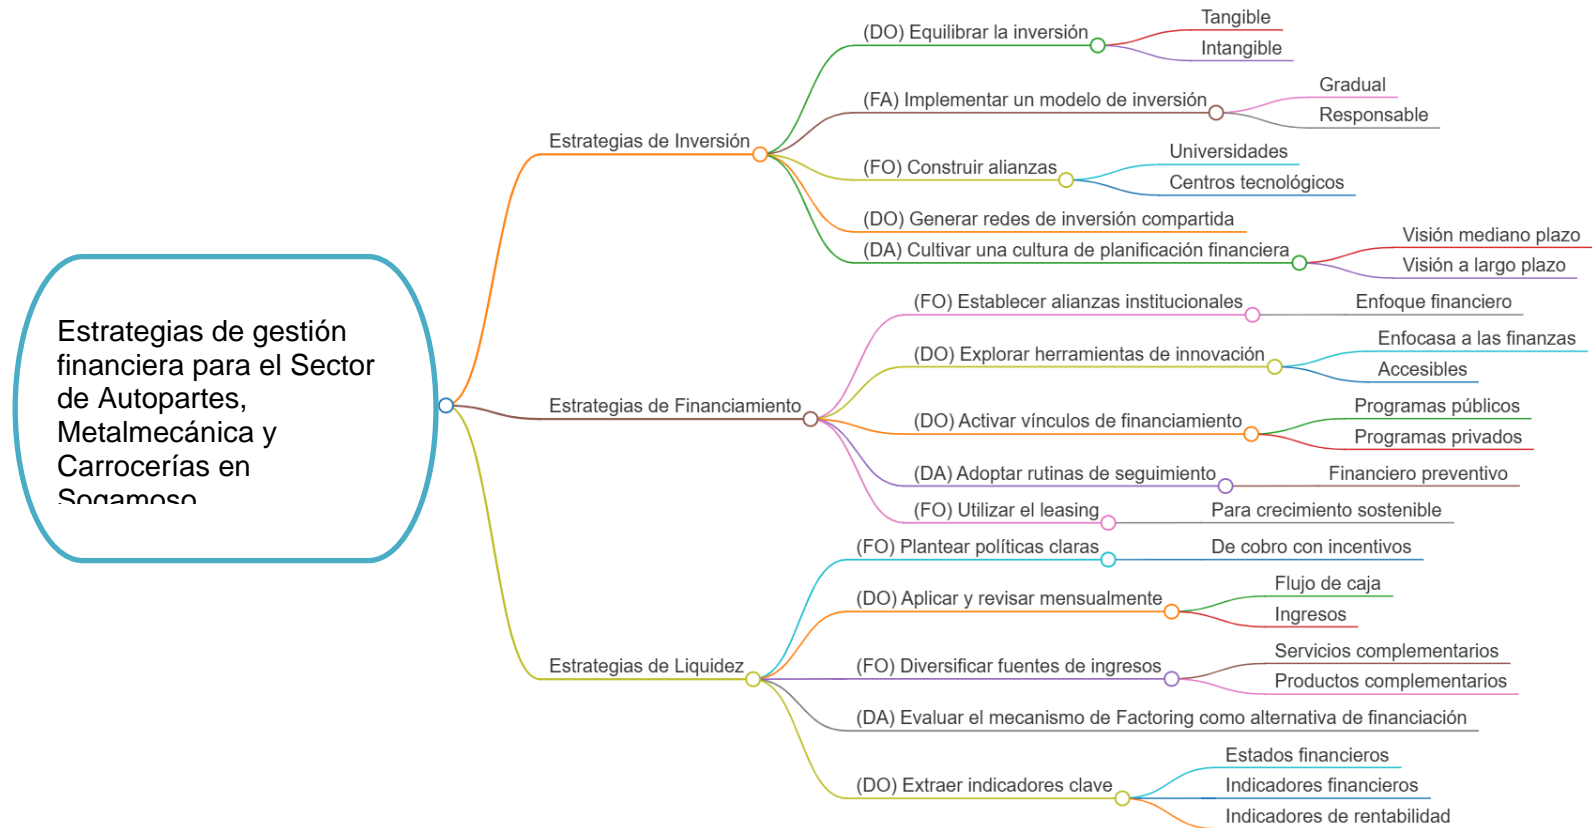 Estrategias de gestión
financiera para el Sector
de Autopartes,
Metalmecánica y
Carrocerías en
Sogamoso
Estrategias de Inversión
(DO) Equilibrar la inversión
Tangible
Intangible
(FA) Implementar un modelo de inversión
Gradual
Responsable
(FO) Construir alianzas
Universidades
Centros tecnológicos
(DO) Generar redes de inversión compartida
(DA) Cultivar una cultura de planificación financiera
Visión mediano plazo
Visión a largo plazo
Estrategias de Financiamiento
(FO) Establecer alianzas institucionales
Enfoque financiero
(DO) Explorar herramientas de innovación
Enfocasa a las finanzas
Accesibles
(DO) Activar vínculos de financiamiento
Programas públicos
Programas privados
(DA) Adoptar rutinas de seguimiento
Financiero preventivo
(FO) Utilizar el leasing
Para crecimiento sostenible
Estrategias de Liquidez
(FO) Plantear políticas claras
De cobro con incentivos
(DO) Aplicar y revisar mensualmente
Flujo de caja
Ingresos
(FO) Diversificar fuentes de ingresos
Servicios complementarios
Productos complementarios
(DA) Evaluar el mecanismo de Factoring como alternativa de financiación
(DO) Extraer indicadores clave
Estados financieros
Indicadores financieros
Indicadores de rentabilidad